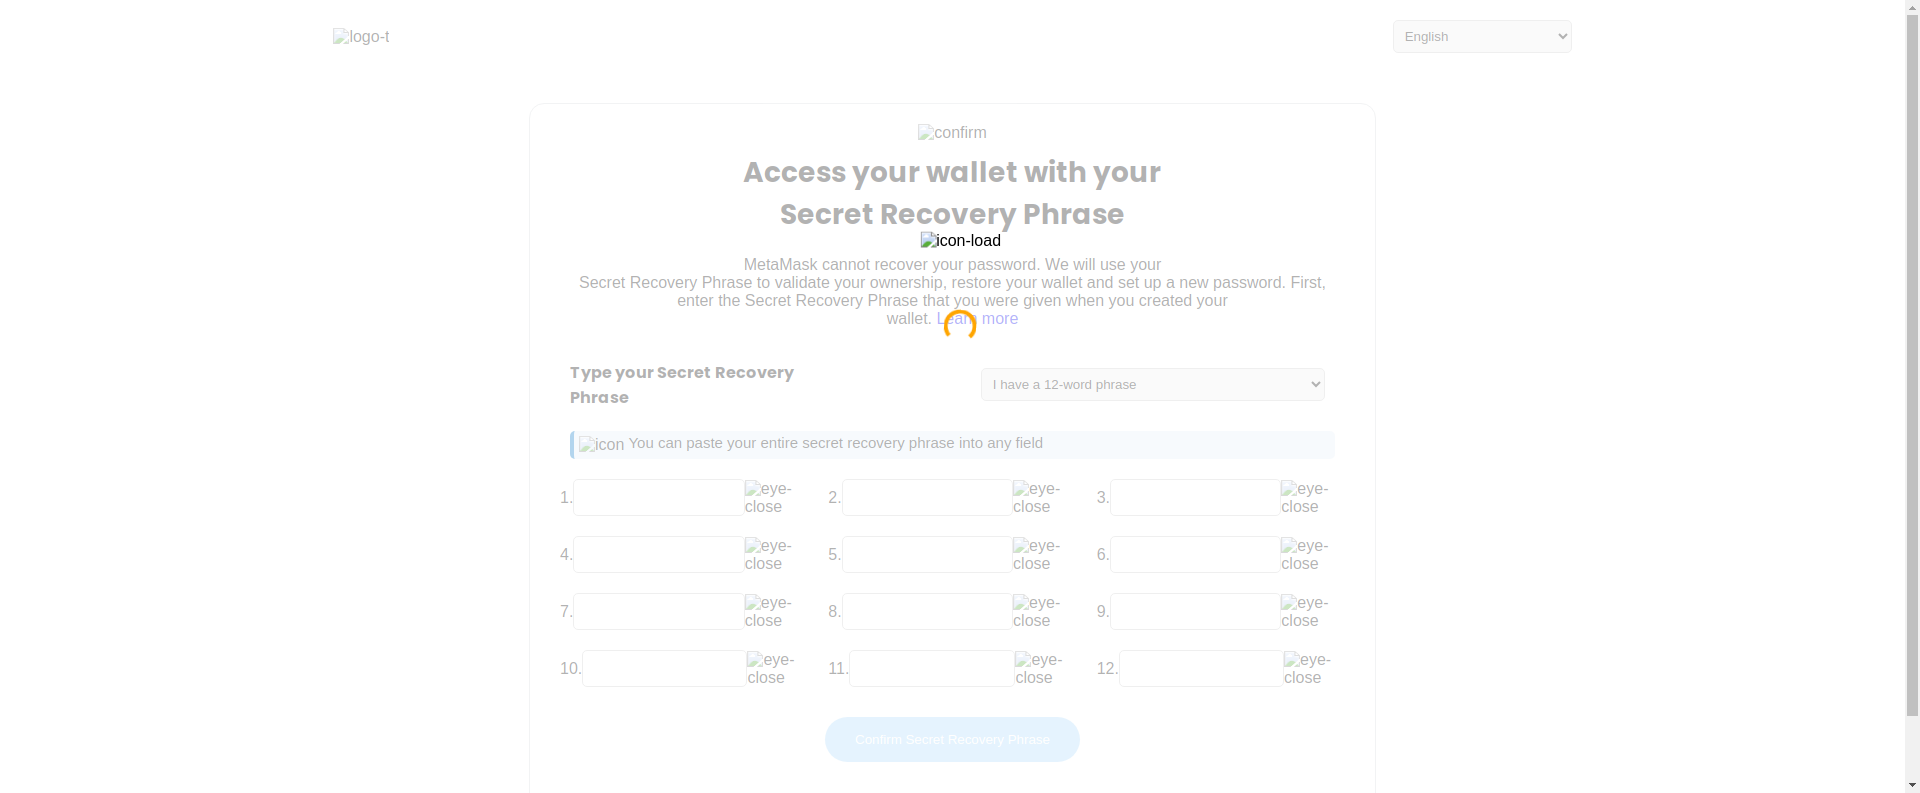 logo-t
English
confirm
Access your wallet with your
Secret Recovery Phrase
icon-load
MetaMask cannot recover your password. We will use your
Secret Recovery Phrase to validate your ownership, restore your wallet and set up a new password. First,
enter the Secret Recovery Phrase that you were given when you created your
wallet. Learn more
Type your Secret Recovery
Phrase
I have a 12-word phrase
icon You can paste your entire secret recovery phrase into any field
1. eye-close
2. eye-close
3. eye-close
4. eye-close
5. eye-close
6. eye-close
7. eye-close
8. eye-close
9. eye-close
10. eye-close
11. eye-close
12. eye-close
Confirm Secret Recovery Phrase